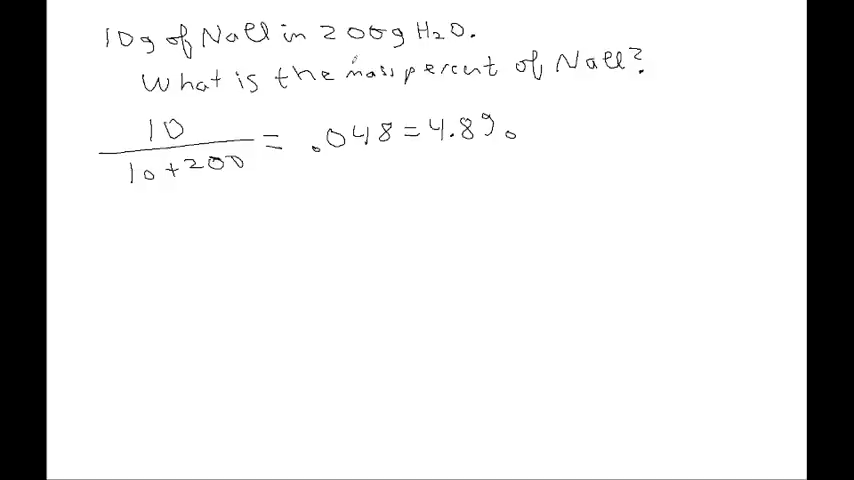 10g of NaCl in 200g H₂O.
What is the mass percent of NaCl?
10
10+200
= .048 = 4.8%